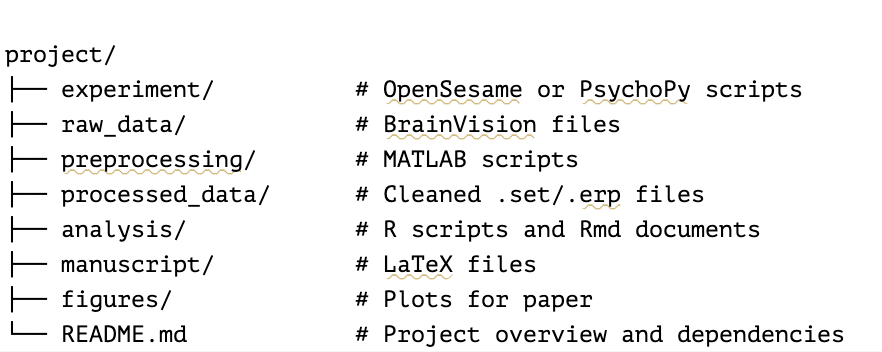 project/
├── experiment/          # OpenSesame or PsychoPy scripts
├── raw_data/            # BrainVision files
├── preprocessing/       # MATLAB scripts
├── processed_data/      # Cleaned .set/.erp files
├── analysis/            # R scripts and Rmd documents
├── manuscript/          # LaTeX files
├── figures/             # Plots for paper
└── README.md            # Project overview and dependencies